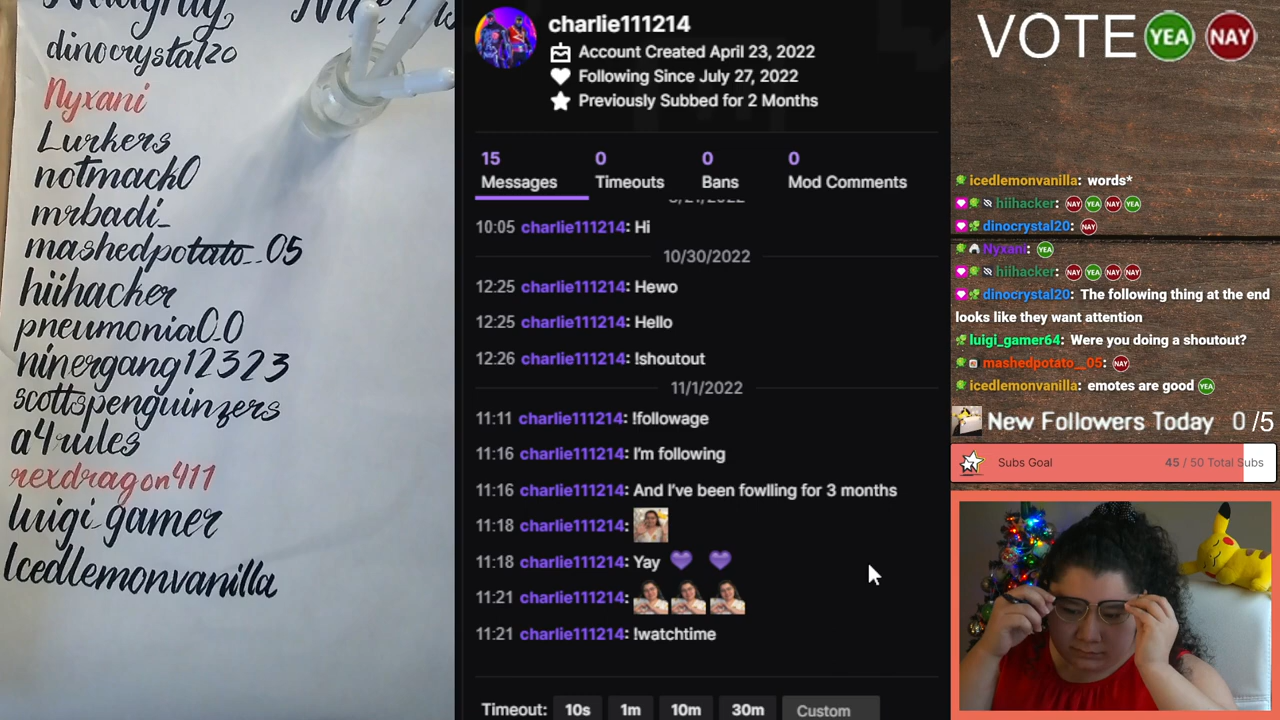 Naughty Nice
dinocrystal20
Nyxani
Lurkers
notmack0
mrbadi_
mashedpotato__05
hiihacker
pneumonia0_0
ninergang12323
scottspenguinzers
a4rules
rexdragon411
luigi_gamer
Icedlemonvanilla
charlie111214
Account Created April 23, 2022
Following Since July 27, 2022
Previously Subbed for 2 Months
15 0 0 0
Messages Timeouts Bans Mod Comments
10:05 charlie111214: Hi
10/30/2022
12:25 charlie111214: Hewo
12:25 charlie111214: Hello
12:26 charlie111214: !shoutout
11/1/2022
11:11 charlie111214: !followage
11:16 charlie111214: I'm following
11:16 charlie111214: And I've been fowlling for 3 months
11:18 charlie111214:
11:18 charlie111214: Yay
11:21 charlie111214:
11:21 charlie111214: !watchtime
Timeout: 10s 1m 10m 30m Custom
VOTE YEA NAY
icedlemonvanilla: words*
hiihacker: NAY YEA NAY YEA
dinocrystal20: NAY
Nyxani: YEA
hiihacker: NAY YEA NAY NAY
dinocrystal20: The following thing at the end
looks like they want attention
luigi_gamer64: Were you doing a shoutout?
mashedpotato__05: NAY
icedlemonvanilla: emotes are good YEA
New Followers Today 0 /5
Subs Goal 45 / 50 Total Subs